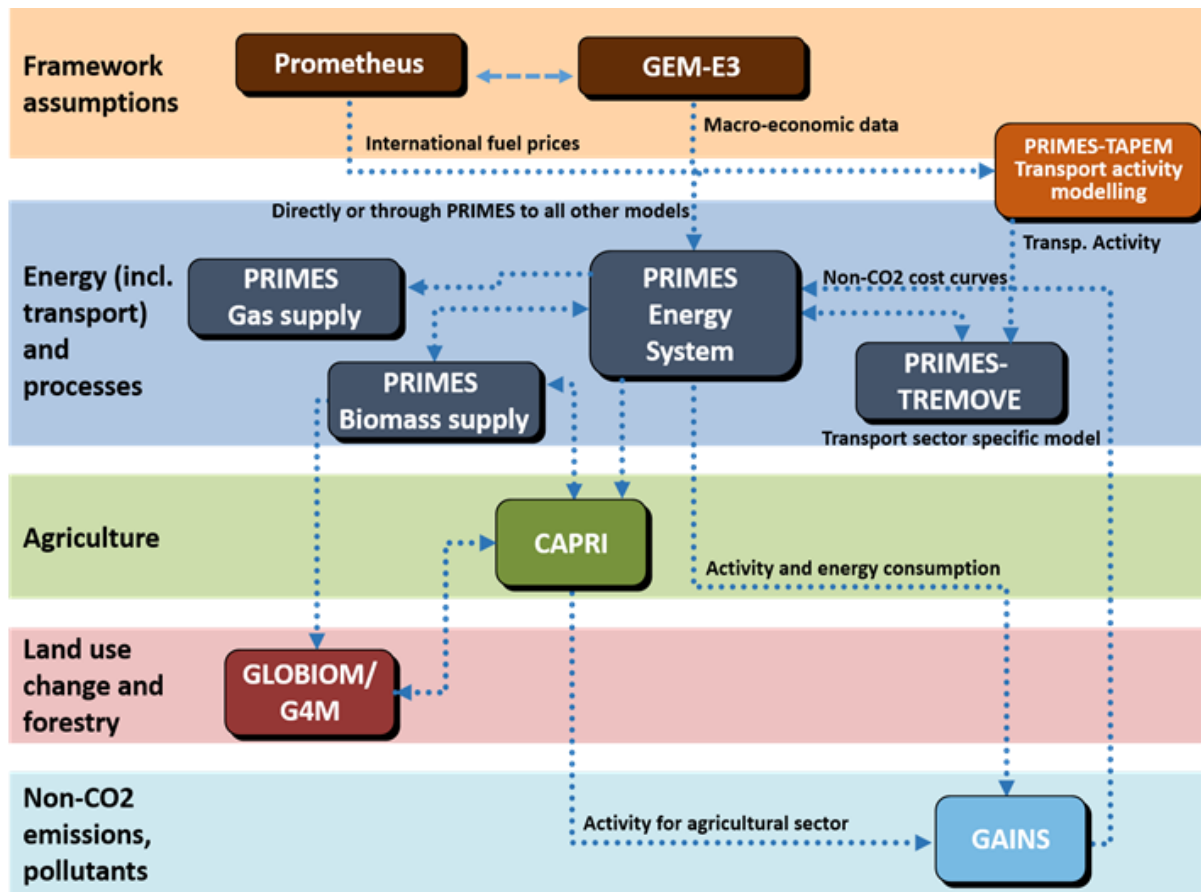 Framework
assumptions
Prometheus
GEM-E3
International fuel prices
Macro-economic data
PRIMES-TAPEM
Transport activity
modelling
Directly or through PRIMES to all other models
Transp. Activity
Energy (incl.
transport)
and
processes
PRIMES
Gas supply
PRIMES
Energy
System
Non-CO2 cost curves
PRIMES
Biomass supply
PRIMES-
TREMOVE
Transport sector specific model
Agriculture
CAPRI
Activity and energy consumption
Land use
change and
forestry
GLOBIOM/
G4M
Non-CO2
emissions,
pollutants
Activity for agricultural sector
GAINS